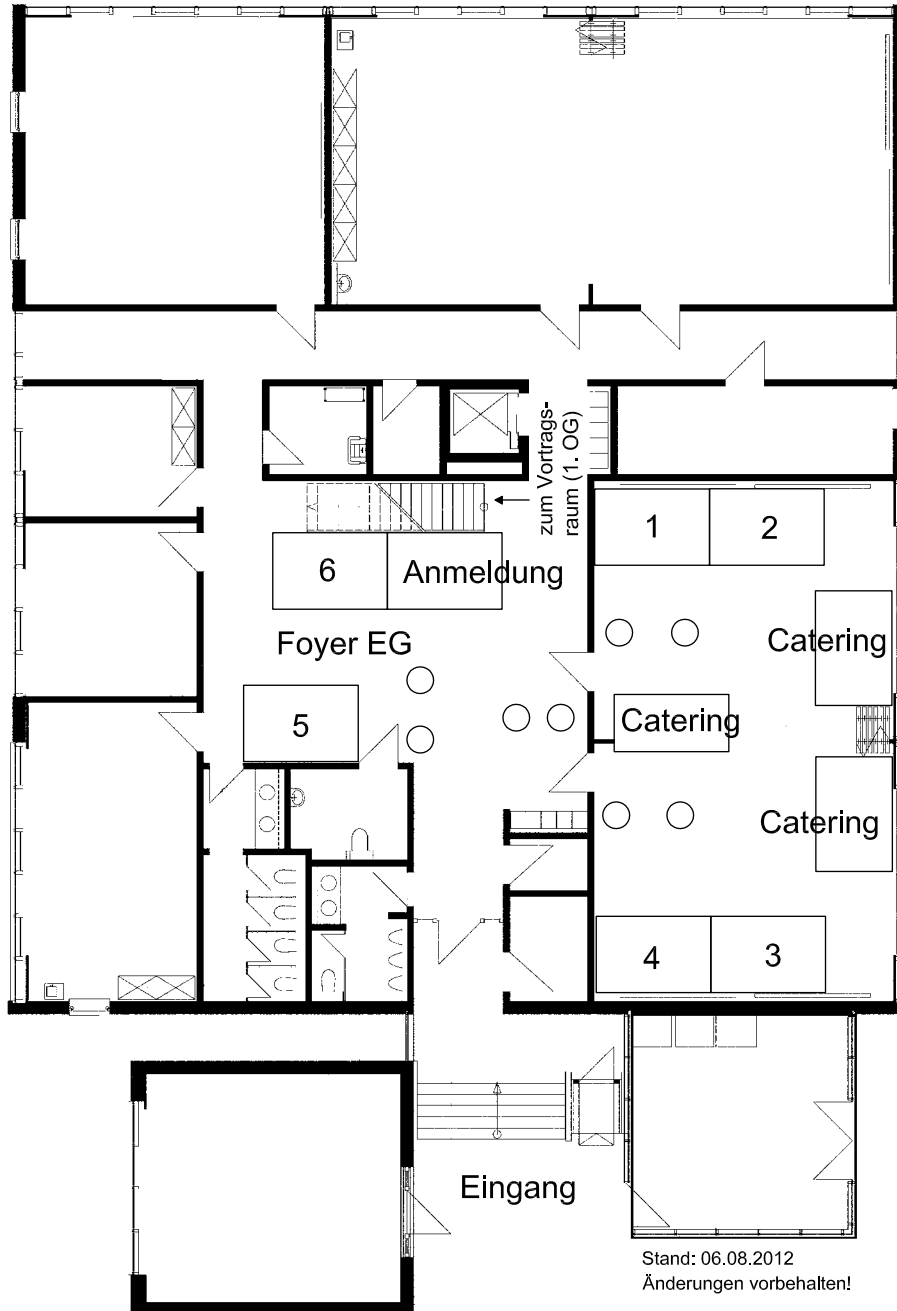 zum Vortrags-
raum (1. OG)
1
2
6
Anmeldung
Foyer EG
Catering
5
Catering
Catering
4
3
Eingang
Stand: 06.08.2012
Änderungen vorbehalten!